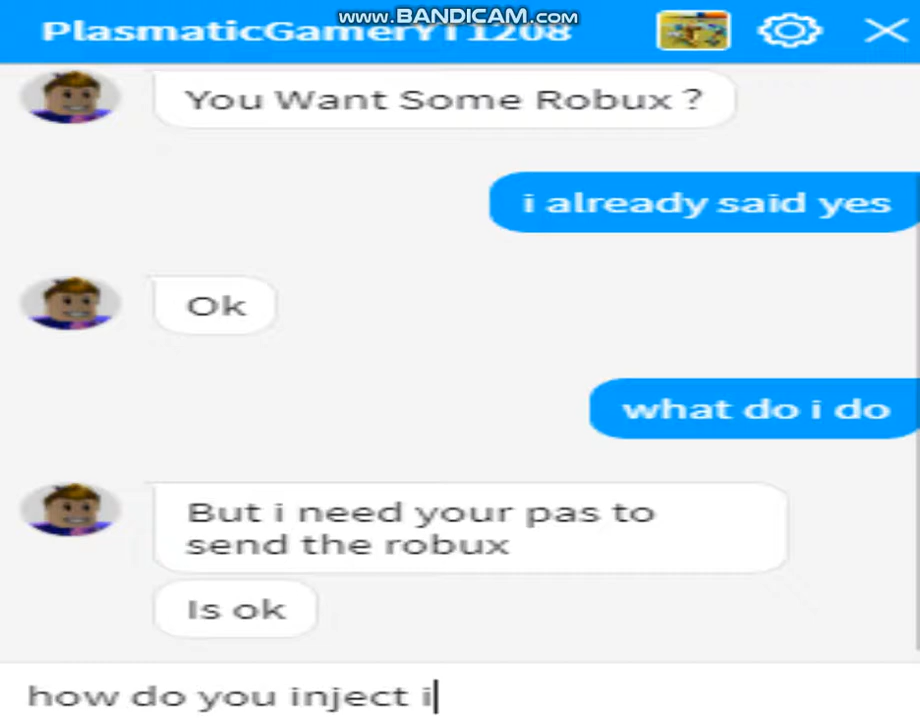 www.BANDICAM.com
PlasmaticGamerYT1208
You Want Some Robux ?
i already said yes
Ok
what do i do
But i need your pas to
send the robux
Is ok
how do you inject i